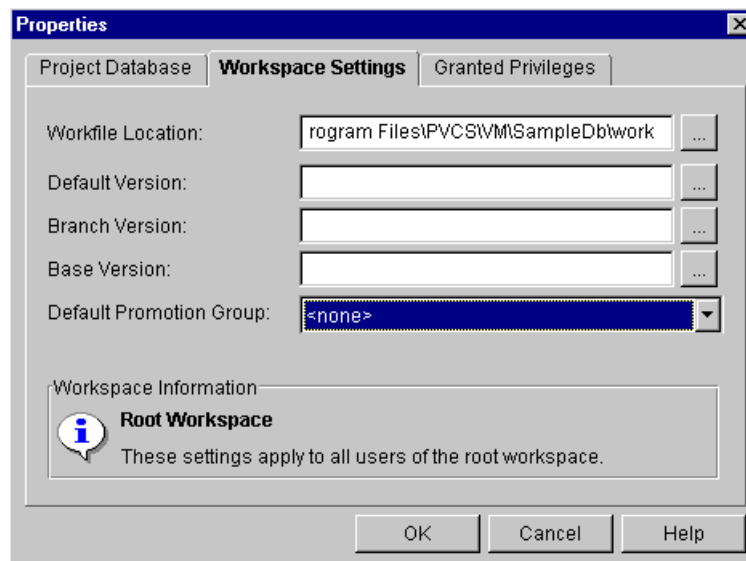 Properties
Project Database Workspace Settings Granted Privileges
Workfile Location: rogram Files\PVCS\VM\SampleDb\work ...
Default Version: ...
Branch Version: ...
Base Version: ...
Default Promotion Group: <none>
Workspace Information
Root Workspace
These settings apply to all users of the root workspace.
OK Cancel Help